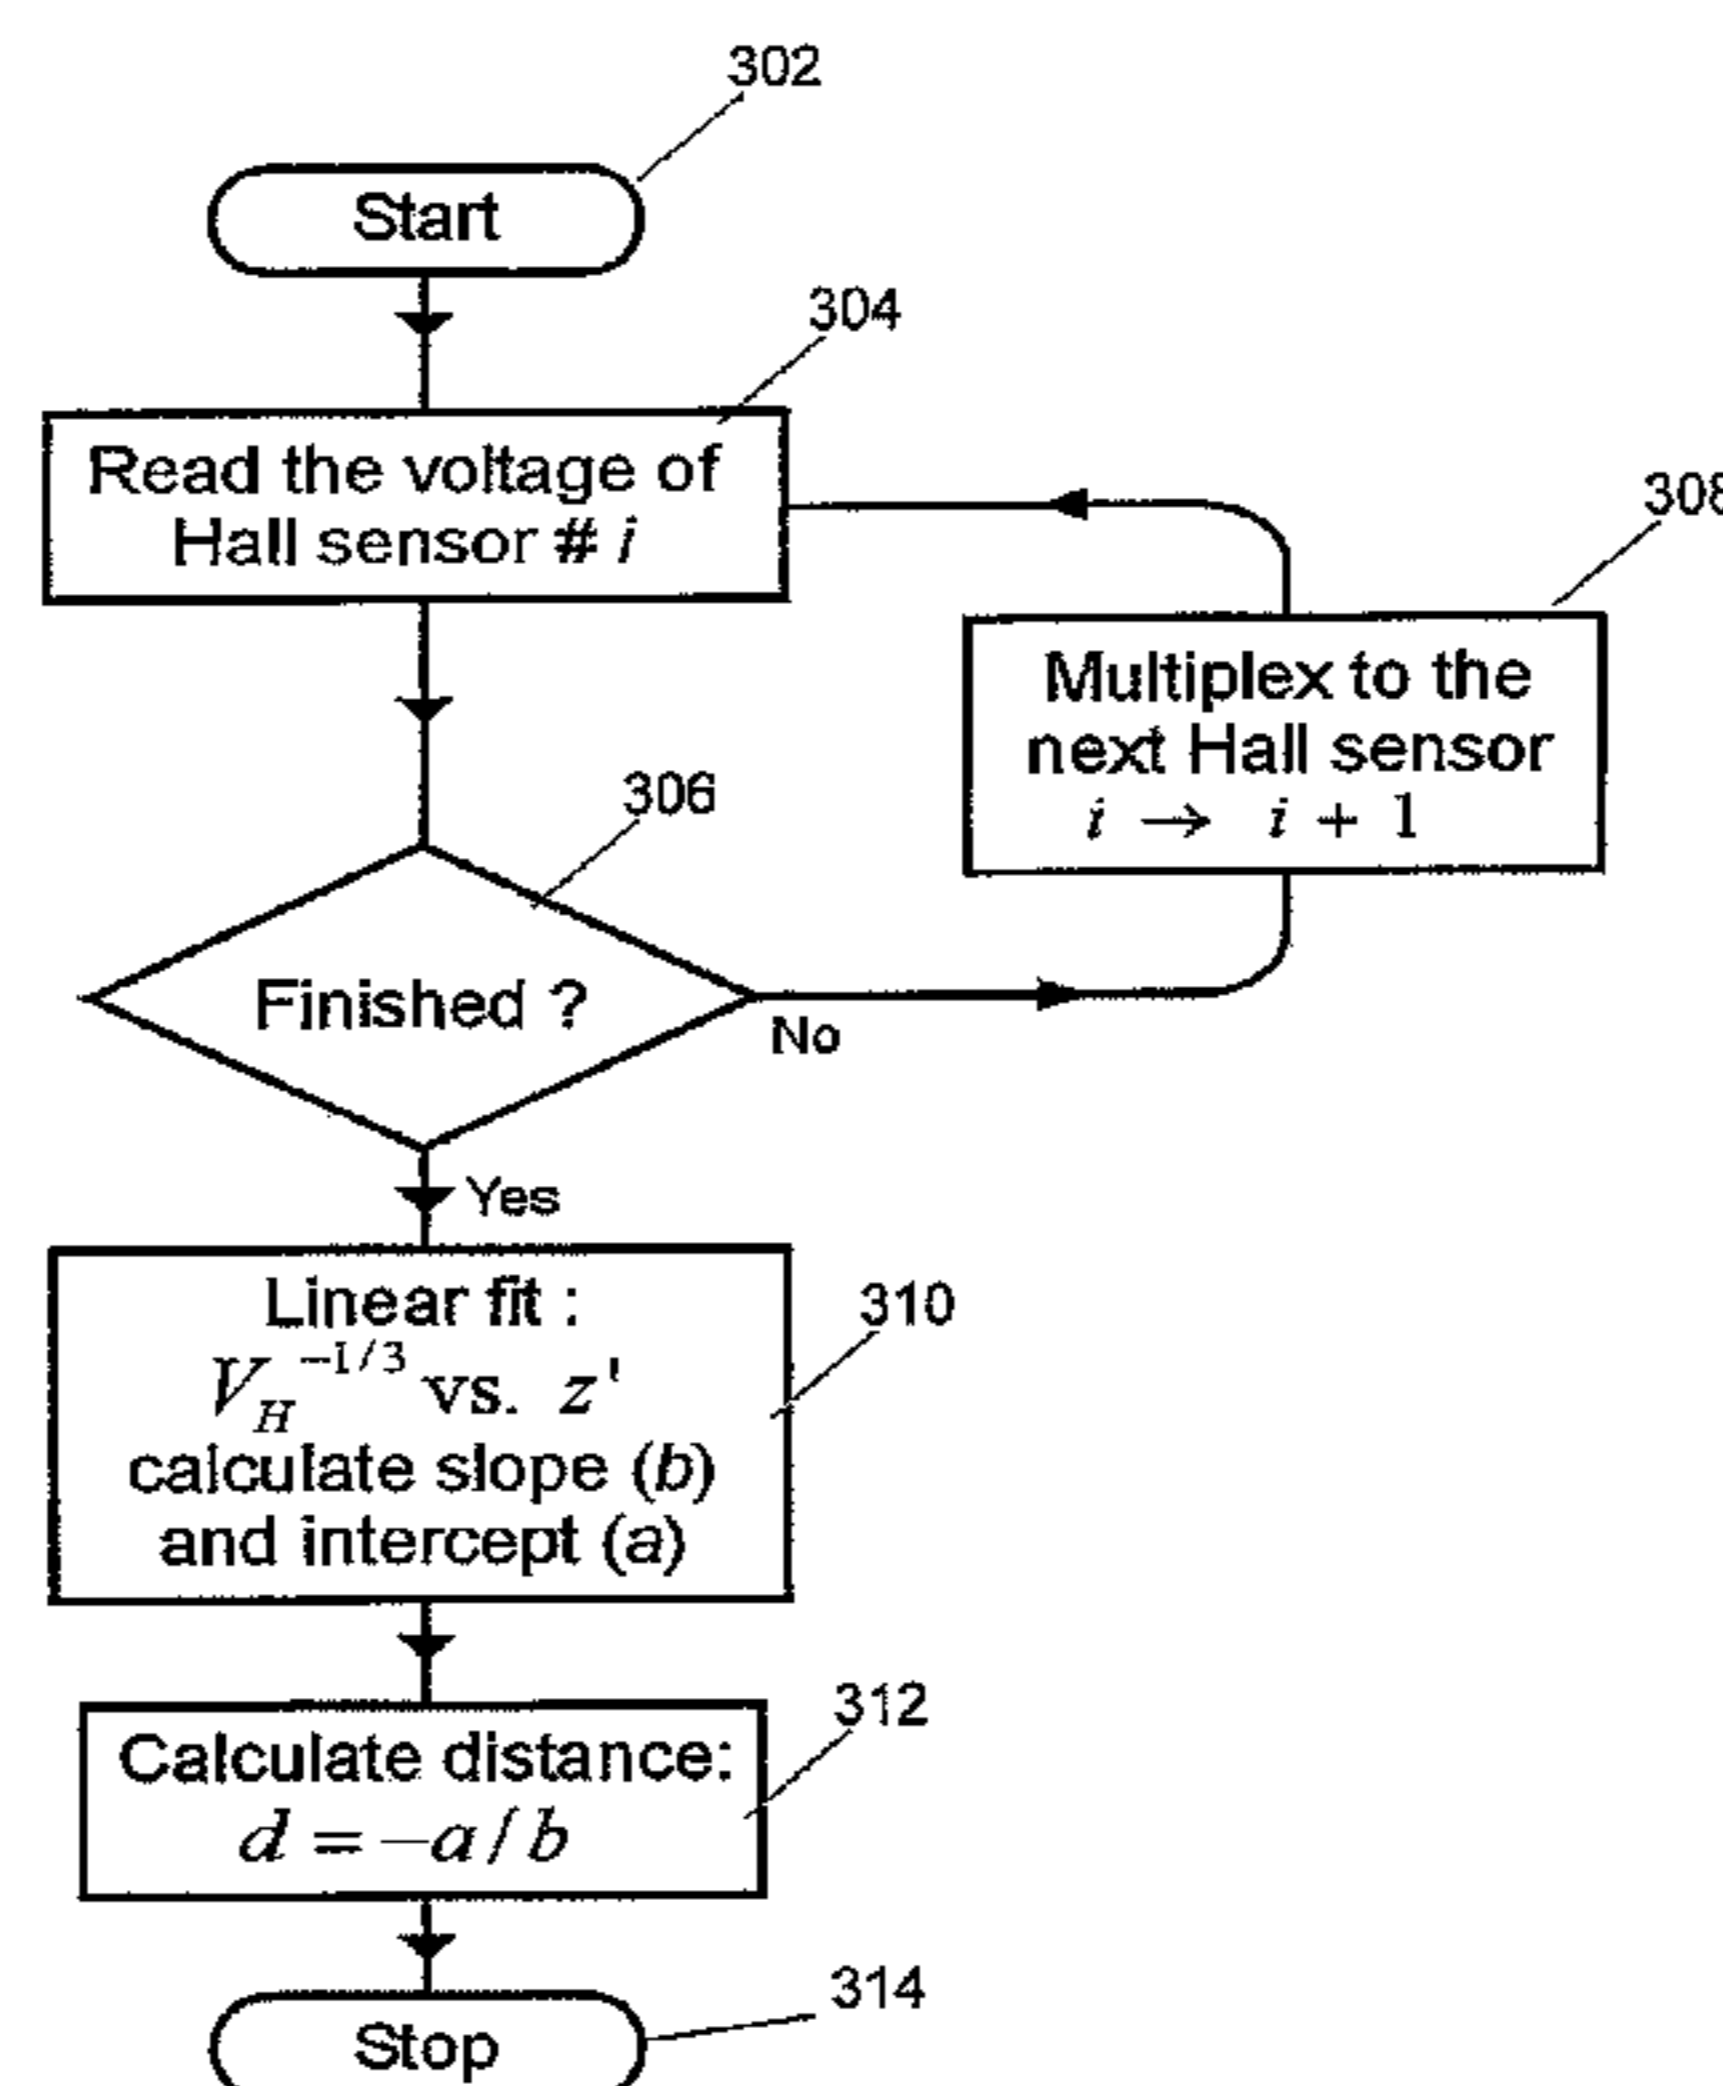 302
Start
304
Read the voltage of
Hall sensor # i
308
Multiplex to the
next Hall sensor
i → i + 1
306
Finished ?
No
Yes
310
Linear fit :
V_H^{-1/3} vs. z'
calculate slope (b)
and intercept (a)
312
Calculate distance:
d = -a / b
314
Stop